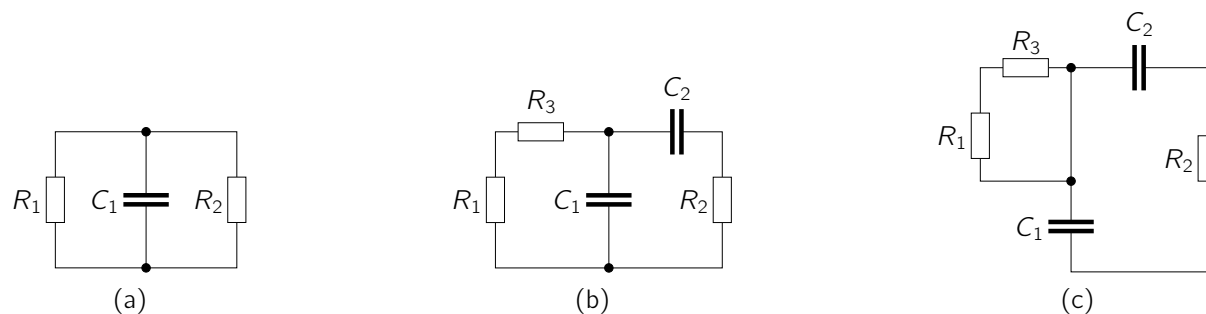 R₁ C₁ R₂
(a)
C₂
R₃
R₁ C₁ R₂
(b)
C₂
R₃
R₁ R₂
C₁
(c)